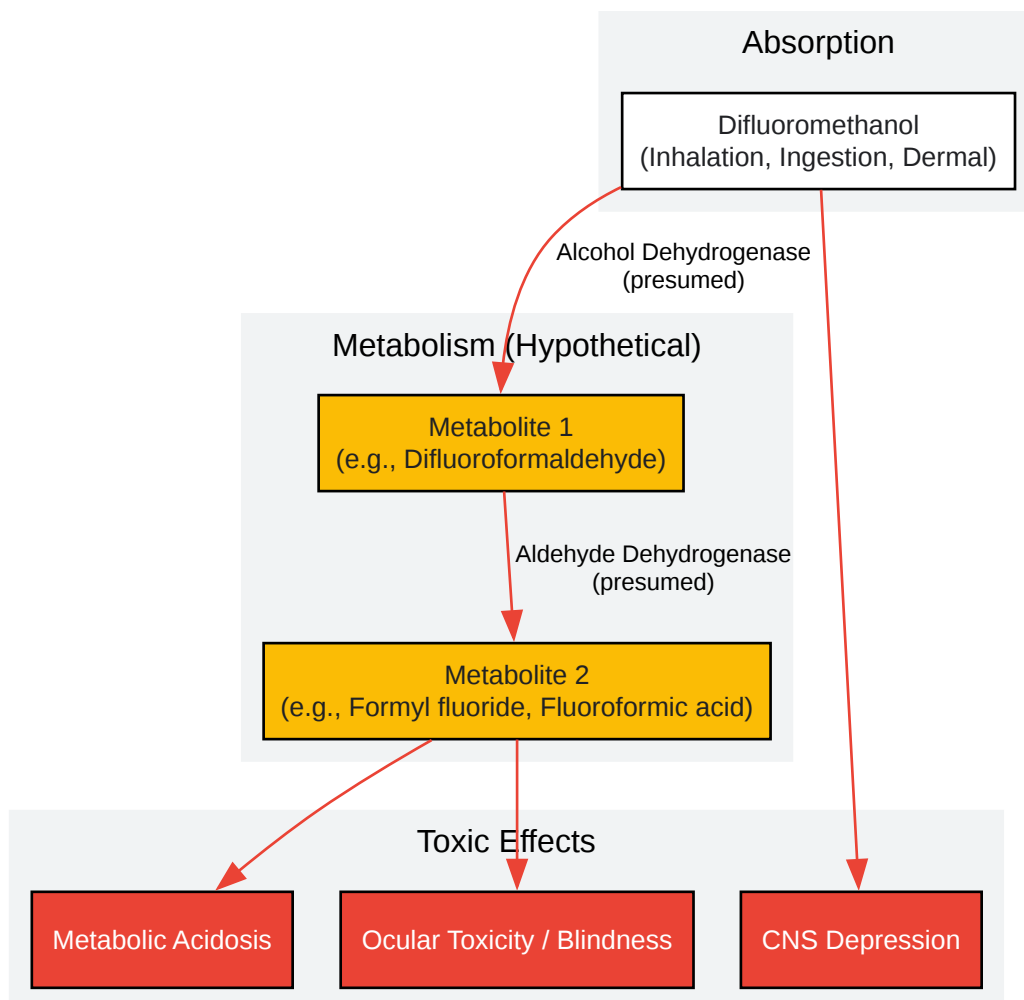 Absorption
Difluoromethanol
(Inhalation, Ingestion, Dermal)
Alcohol Dehydrogenase
(presumed)
Metabolism (Hypothetical)
Metabolite 1
(e.g., Difluoroformaldehyde)
Aldehyde Dehydrogenase
(presumed)
Metabolite 2
(e.g., Formyl fluoride, Fluoroformic acid)
Toxic Effects
Metabolic Acidosis
Ocular Toxicity / Blindness
CNS Depression